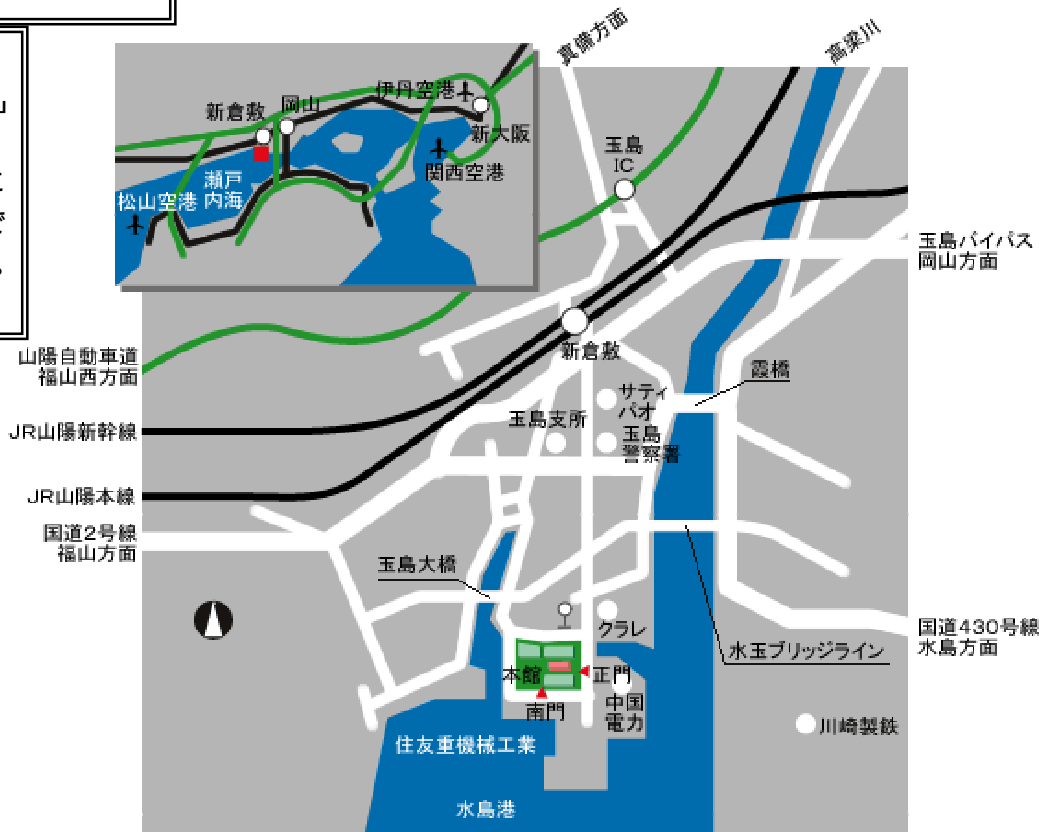 真備方面
高梁川
伊丹空港
新倉敷
岡山
新大阪
関西空港
瀬戸
内海
松山空港
玉島
IC
玉島バイパス
岡山方面
新倉敷
山陽自動車道
福山西方面
霞橋
サティ
パオ
玉島支所
玉島
警察署
JR山陽新幹線
JR山陽本線
国道2号線
福山方面
玉島大橋
クラレ
国道430号線
水島方面
水玉ブリッジライン
本館
正門
南門
中国
電力
川崎製鉄
住友重機械工業
水島港